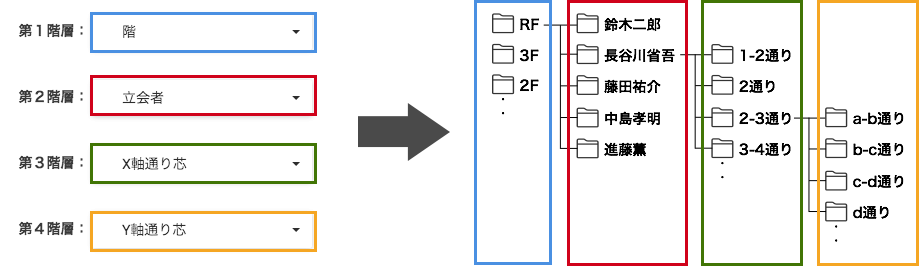 第1階層： 階
第2階層： 立会者
第3階層： X軸通り芯
第4階層： Y軸通り芯
RF
3F
2F
鈴木二郎
長谷川省吾
藤田祐介
中島孝明
進藤薫
1-2通り
2通り
2-3通り
3-4通り
a-b通り
b-c通り
c-d通り
d通り